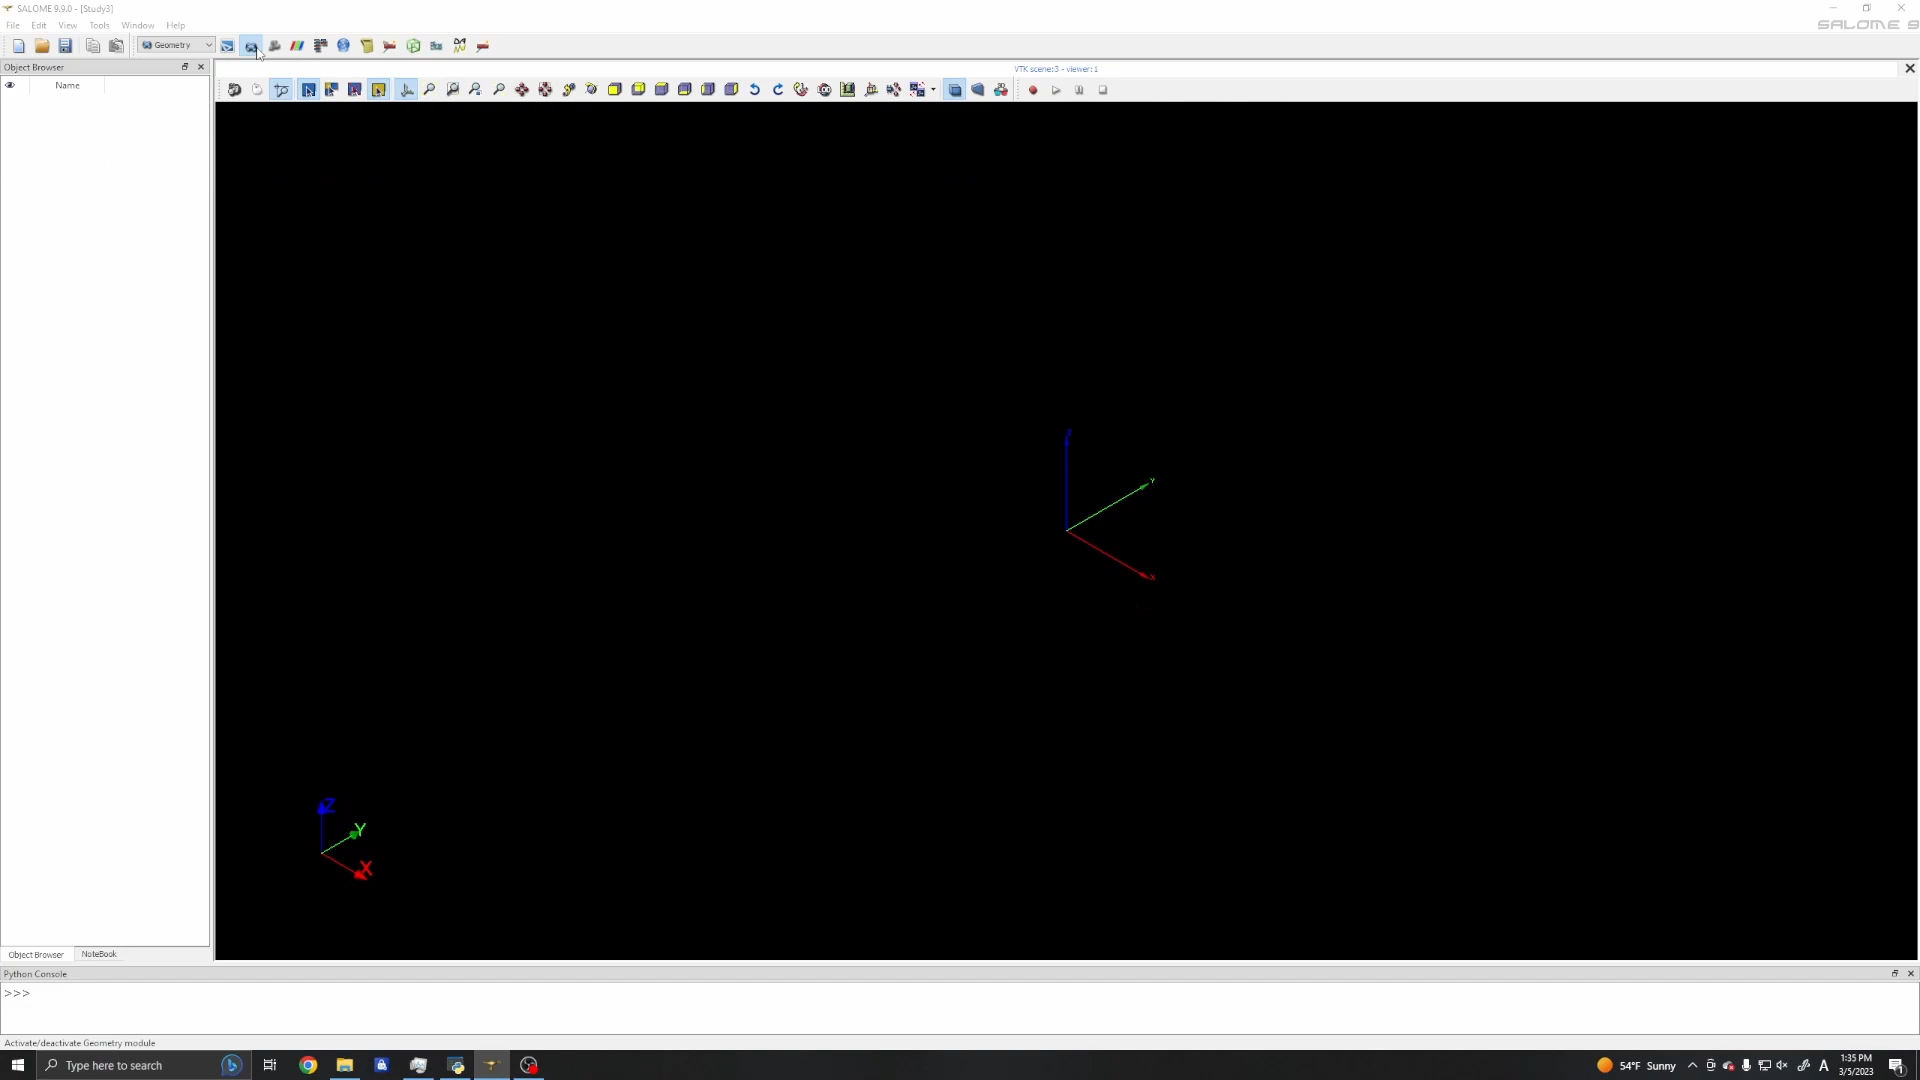 SALOME 9.9.0 - [Study3]
File Edit View Tools Window Help
SALOME 9
Geometry
Object Browser
VTK scene:3 - viewer:1
Name
Z
Y
X
Z
Y
X
Object Browser NoteBook
Python Console
>>>
Activate/deactivate Geometry module
Type here to search
54°F Sunny
A
1:35 PM
3/5/2023
1